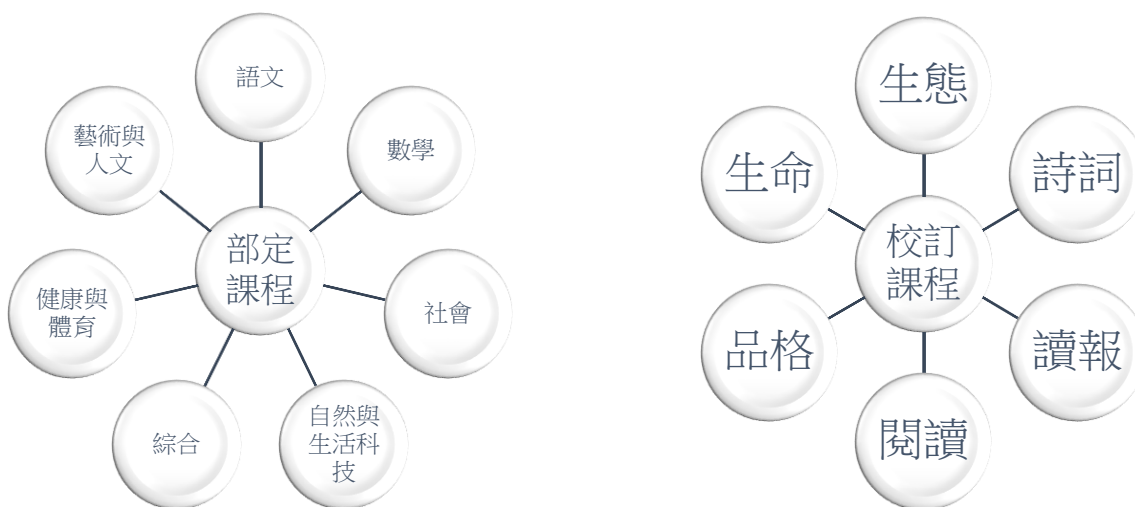 語文
藝術與
人文
數學
部定
課程
健康與
體育
社會
綜合
自然與
生活科
技
生態
生命
詩詞
校訂
課程
品格
讀報
閱讀